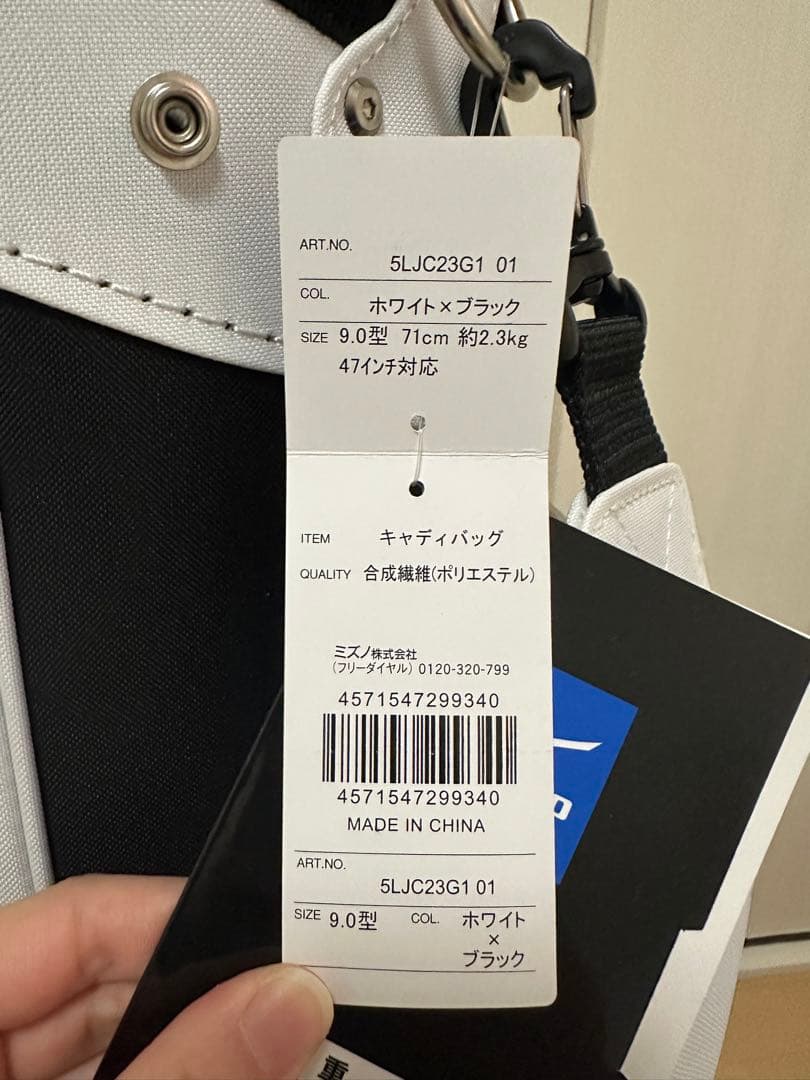 ART.NO.
5LJC23G1 01
COL.
ホワイト×ブラック
SIZE 9.0型 71cm 約2.3kg
47インチ対応
ITEM キャディバッグ
QUALITY 合成繊維(ポリエステル)
ミズノ株式会社
(フリーダイヤル) 0120-320-799
4571547299340
4571547299340
MADE IN CHINA
ART.NO.
5LJC23G1 01
SIZE 9.0型 COL. ホワイト
×
ブラック